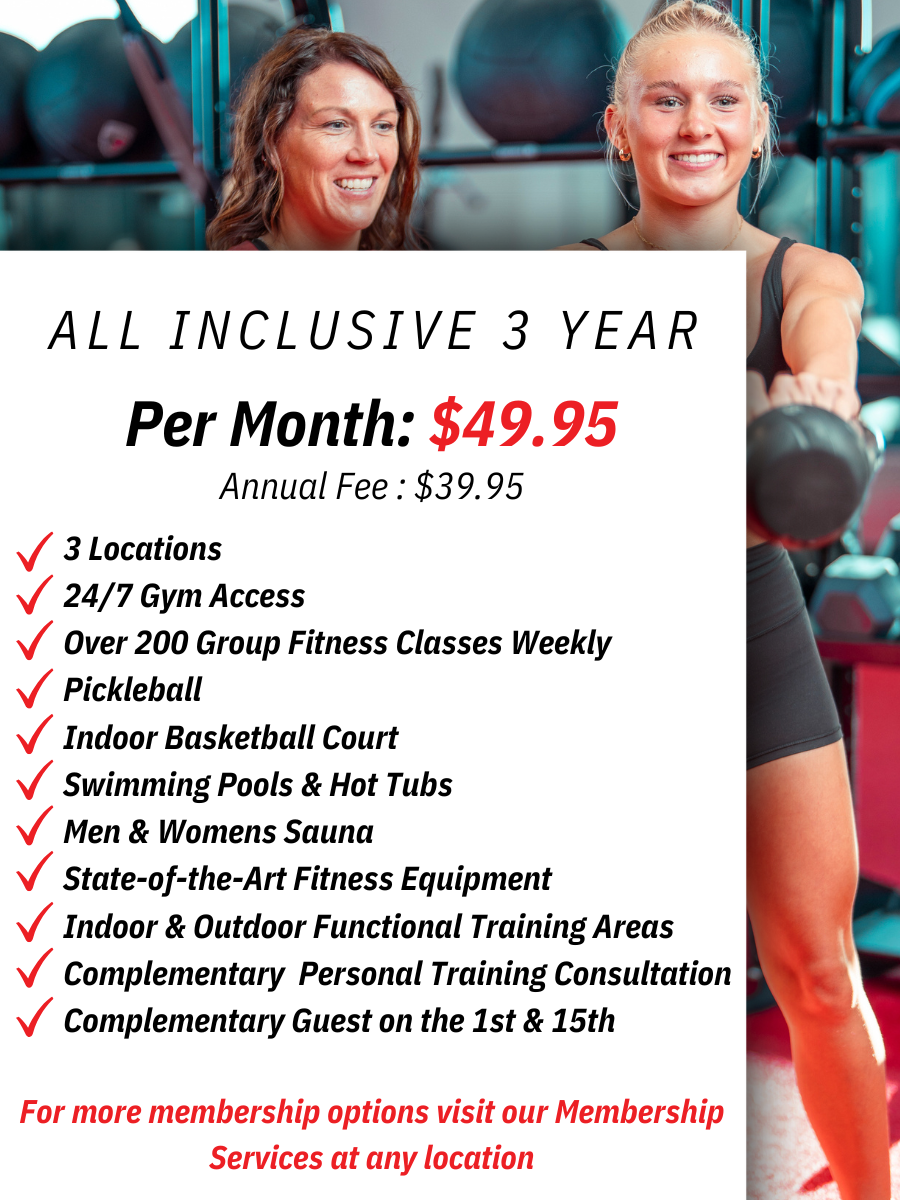 ALL INCLUSIVE 3 YEAR
Per Month: $49.95
Annual Fee : $39.95
3 Locations
24/7 Gym Access
Over 200 Group Fitness Classes Weekly
Pickleball
Indoor Basketball Court
Swimming Pools & Hot Tubs
Men & Womens Sauna
State-of-the-Art Fitness Equipment
Indoor & Outdoor Functional Training Areas
Complementary  Personal Training Consultation
Complementary Guest on the 1st & 15th
For more membership options visit our Membership
Services at any location